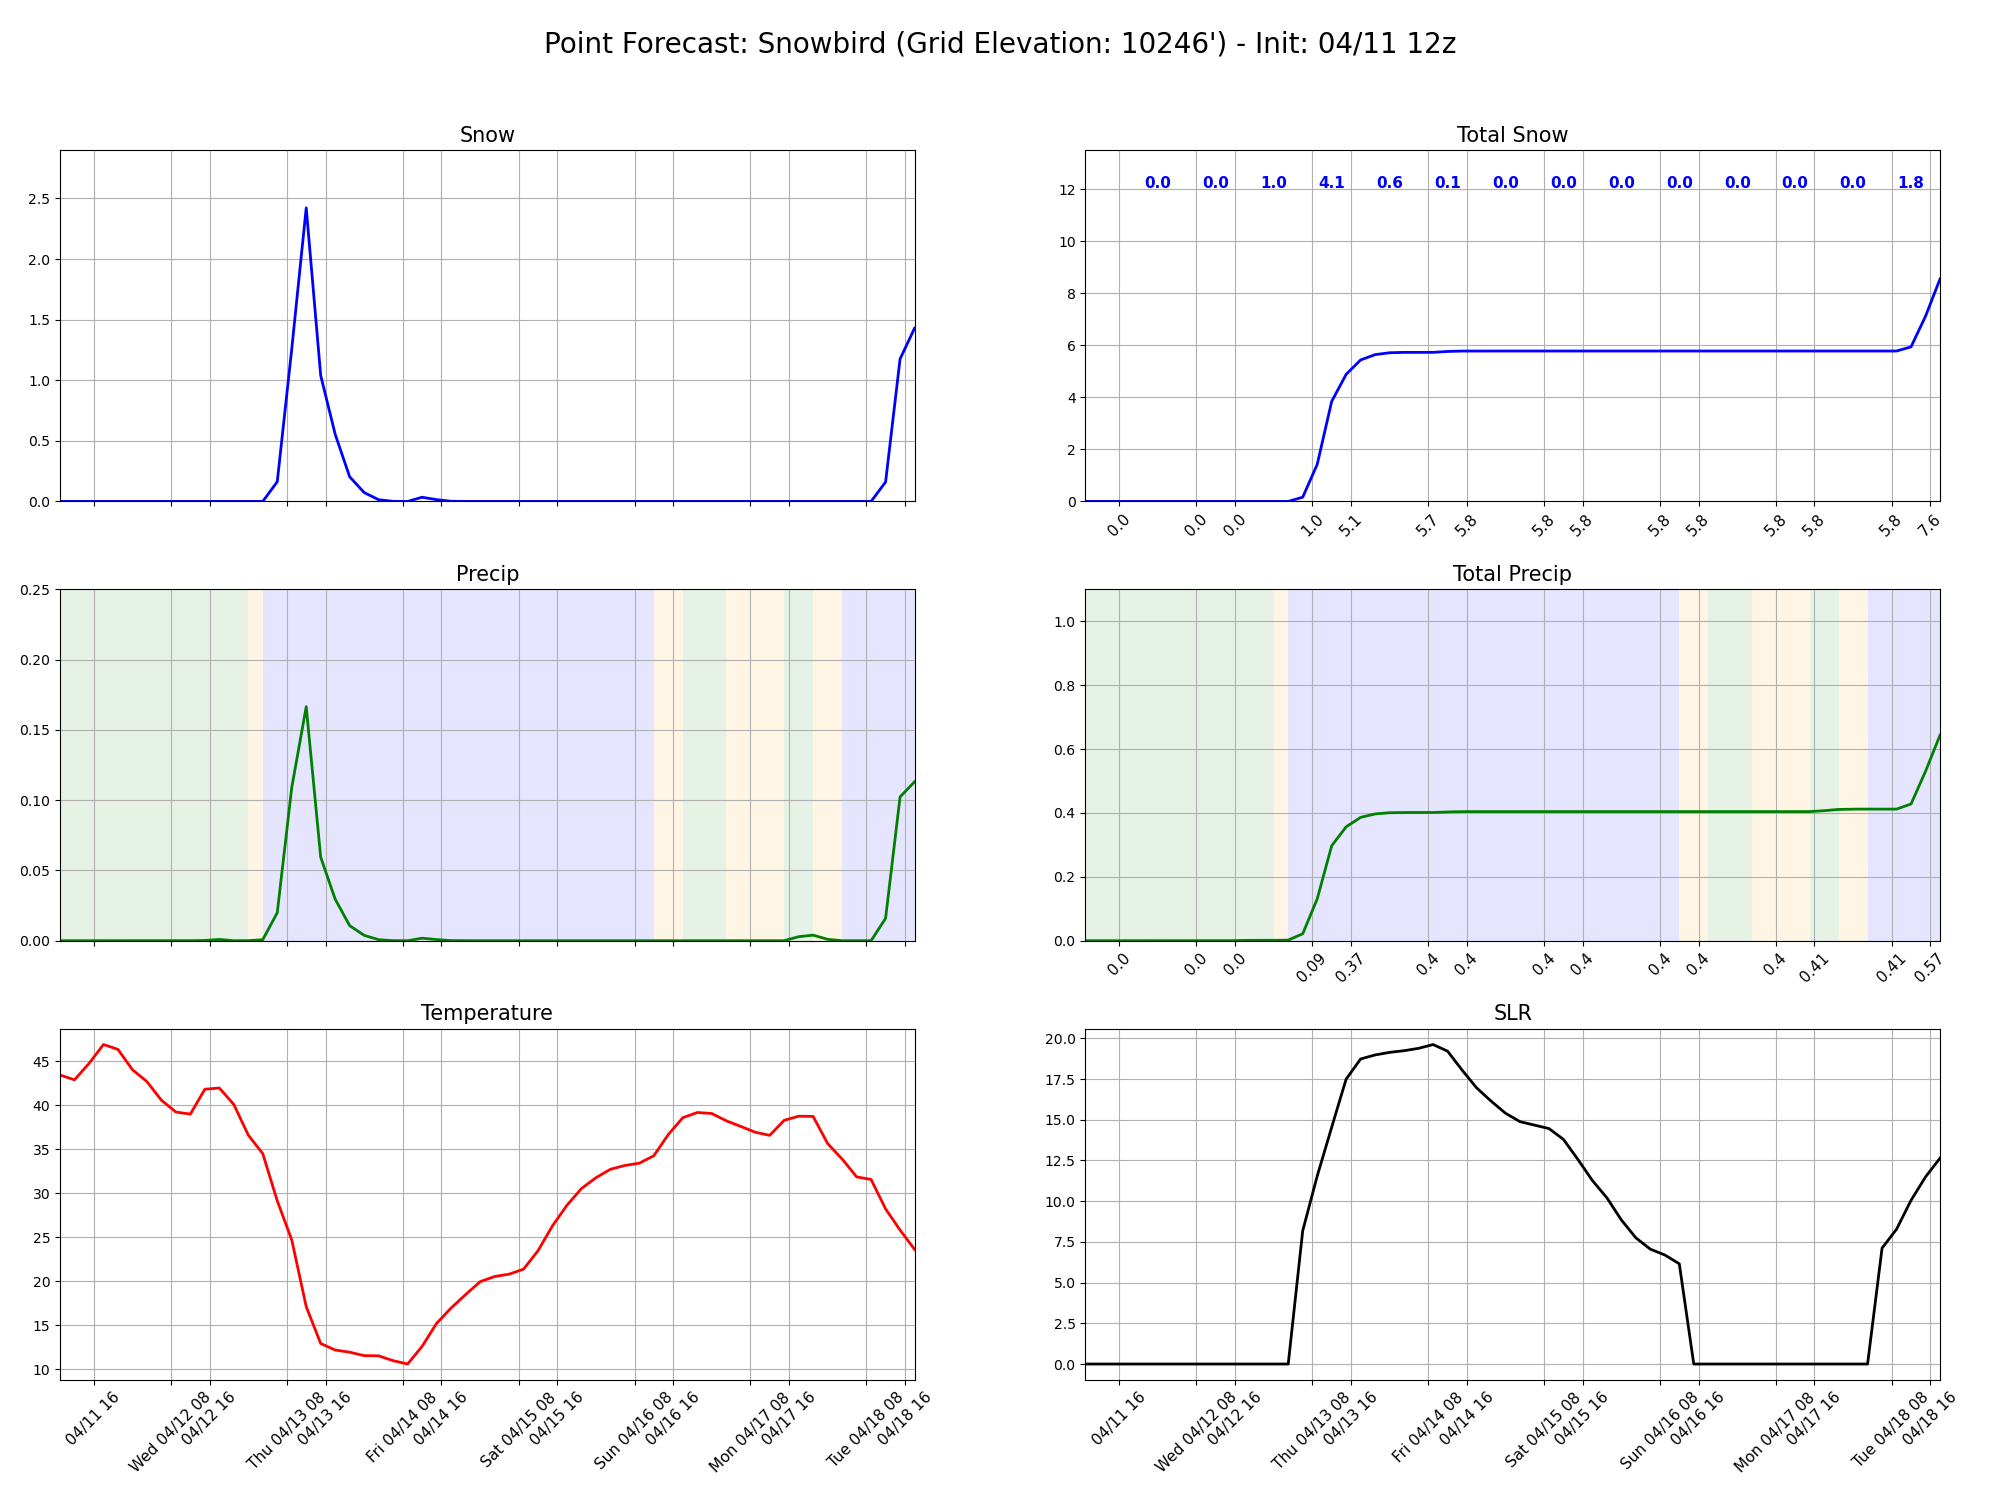 Point Forecast: Snowbird (Grid Elevation: 10246') - Init: 04/11 12z
Snow
2.5
2.0
1.5
1.0
0.5
0.0
Total Snow
0.0 0.0 1.0 4.1 0.6 0.1 0.0 0.0 0.0 0.0 0.0 0.0 0.0 1.8
12
10
8
6
4
2
0
0.0 0.0 0.0 1.0 5.1 5.7 5.8 5.8 5.8 5.8 5.8 5.8 5.8 5.8 7.6
Precip
0.25
0.20
0.15
0.10
0.05
0.00
Total Precip
1.0
0.8
0.6
0.4
0.2
0.0
0.0 0.0 0.0 0.09 0.37 0.4 0.4 0.4 0.4 0.4 0.4 0.4 0.41 0.41 0.57
Temperature
45
40
35
30
25
20
15
10
04/11 16
Wed 04/12 08
04/12 16
Thu 04/13 08
04/13 16
Fri 04/14 08
04/14 16
Sat 04/15 08
04/15 16
Sun 04/16 08
04/16 16
Mon 04/17 08
04/17 16
Tue 04/18 08
04/18 16
SLR
20.0
17.5
15.0
12.5
10.0
7.5
5.0
2.5
0.0
04/11 16
Wed 04/12 08
04/12 16
Thu 04/13 08
04/13 16
Fri 04/14 08
04/14 16
Sat 04/15 08
04/15 16
Sun 04/16 08
04/16 16
Mon 04/17 08
04/17 16
Tue 04/18 08
04/18 16